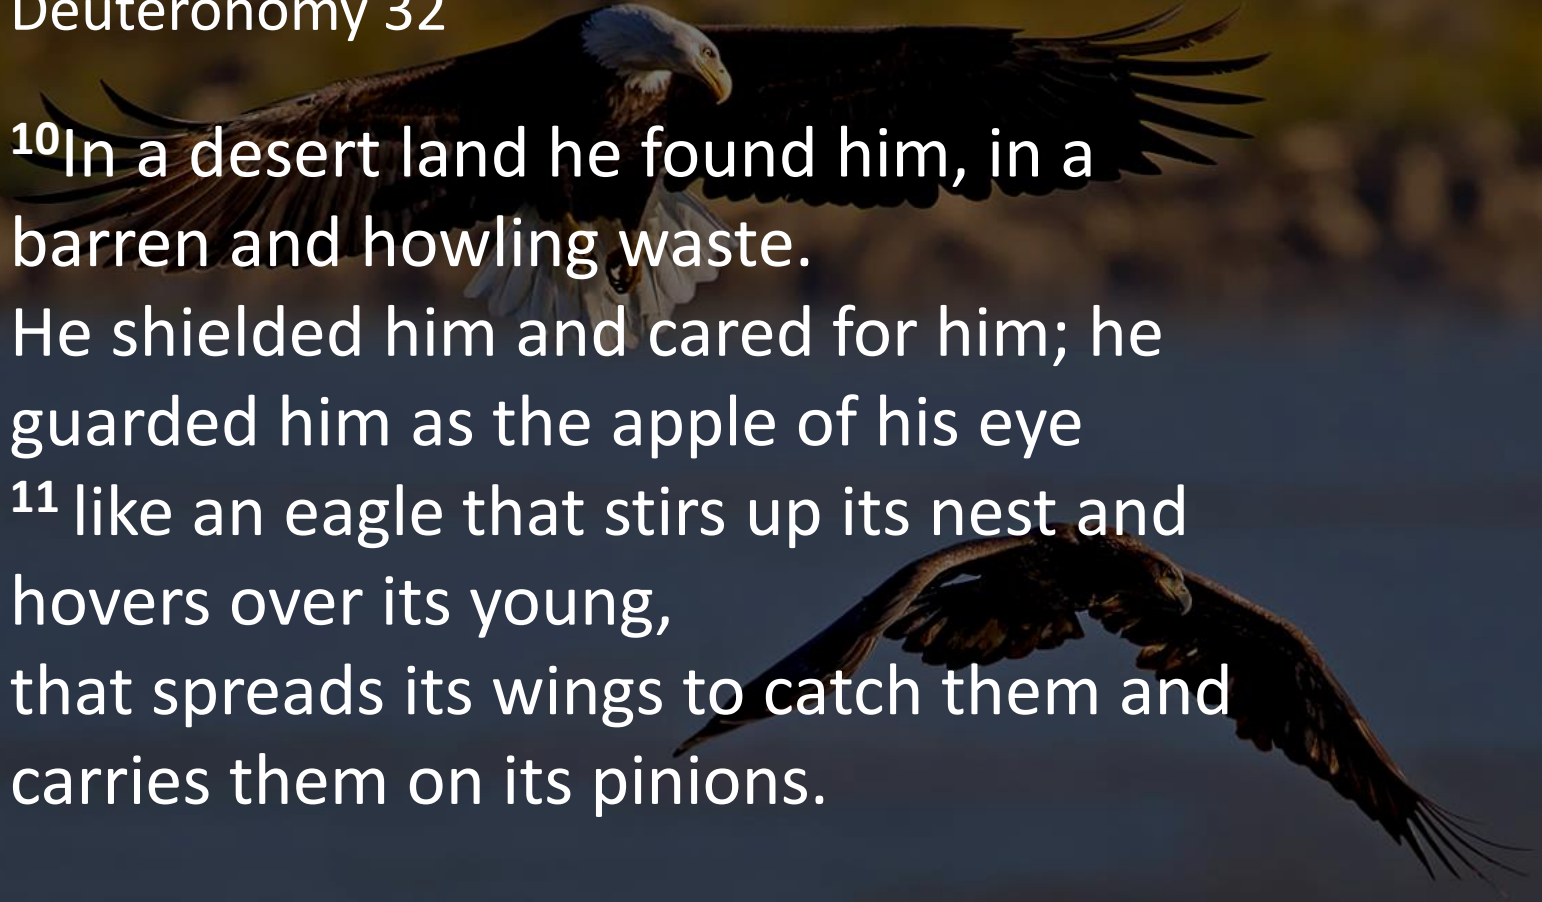 Deuteronomy 32
¹⁰In a desert land he found him, in a
barren and howling waste.
He shielded him and cared for him; he
guarded him as the apple of his eye
¹¹ like an eagle that stirs up its nest and
hovers over its young,
that spreads its wings to catch them and
carries them on its pinions.